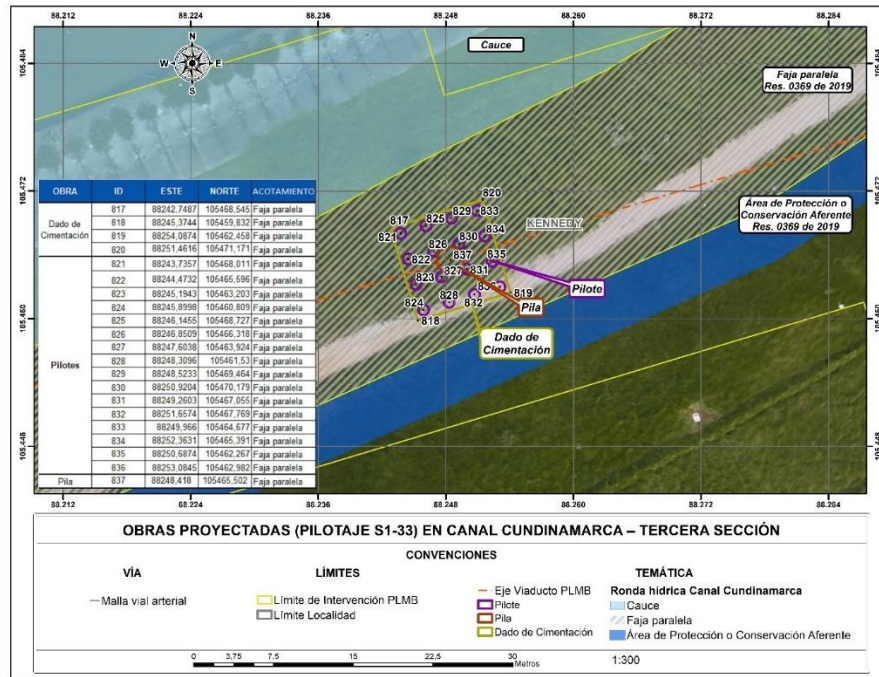 88.212 88.224 88.236 88.248 88.260 88.272 88.284
N
W E
S
Cauce
Faja paralela
Res. 0369 de 2019
Área de Protección o
Conservación Aferente
Res. 0369 de 2019
KENNEDY
Pilote
Pila
Dado de
Cimentación
105.484 105.484
105.472 105.472
105.460 105.460
105.448 105.448
820
829 833
817 825
821 834
830
826
822 837 835
823 827 831
819
824 828 832
818
OBRA ID ESTE NORTE ACOTAMIENTO
Dado de Cimentación 817 88242,7487 105468,545 Faja paralela
818 88245,3744 105459,832 Faja paralela
819 88254,0874 105462,458 Faja paralela
820 88251,4616 105471,171 Faja paralela
Pilotes 821 88243,7357 105468,011 Faja paralela
822 88244,4732 105465,596 Faja paralela
823 88245,1943 105463,203 Faja paralela
824 88245,8998 105460,809 Faja paralela
825 88246,1455 105468,727 Faja paralela
826 88246,8509 105466,318 Faja paralela
827 88247,6038 105463,924 Faja paralela
828 88248,3096 105461,53 Faja paralela
829 88248,5233 105469,464 Faja paralela
830 88250,9204 105470,179 Faja paralela
831 88249,2603 105467,055 Faja paralela
832 88251,6574 105467,769 Faja paralela
833 88249,966 105464,677 Faja paralela
834 88252,3631 105465,391 Faja paralela
835 88250,6874 105462,267 Faja paralela
836 88253,0845 105462,982 Faja paralela
Pila 837 88248,418 105465,502 Faja paralela
88.212 88.224 88.236 88.248 88.260 88.272 88.284
OBRAS PROYECTADAS (PILOTAJE S1-33) EN CANAL CUNDINAMARCA – TERCERA SECCIÓN
CONVENCIONES
VÍA LÍMITES TEMÁTICA
Malla vial arterial
Límite de Intervención PLMB
Límite Localidad
Eje Viaducto PLMB
Pilote
Pila
Dado de Cimentación
Ronda hídrica Canal Cundinamarca
Cauce
Faja paralela
Área de Protección o Conservación Aferente
0 3,75 7,5 15 22,5 30
Metros
1:300